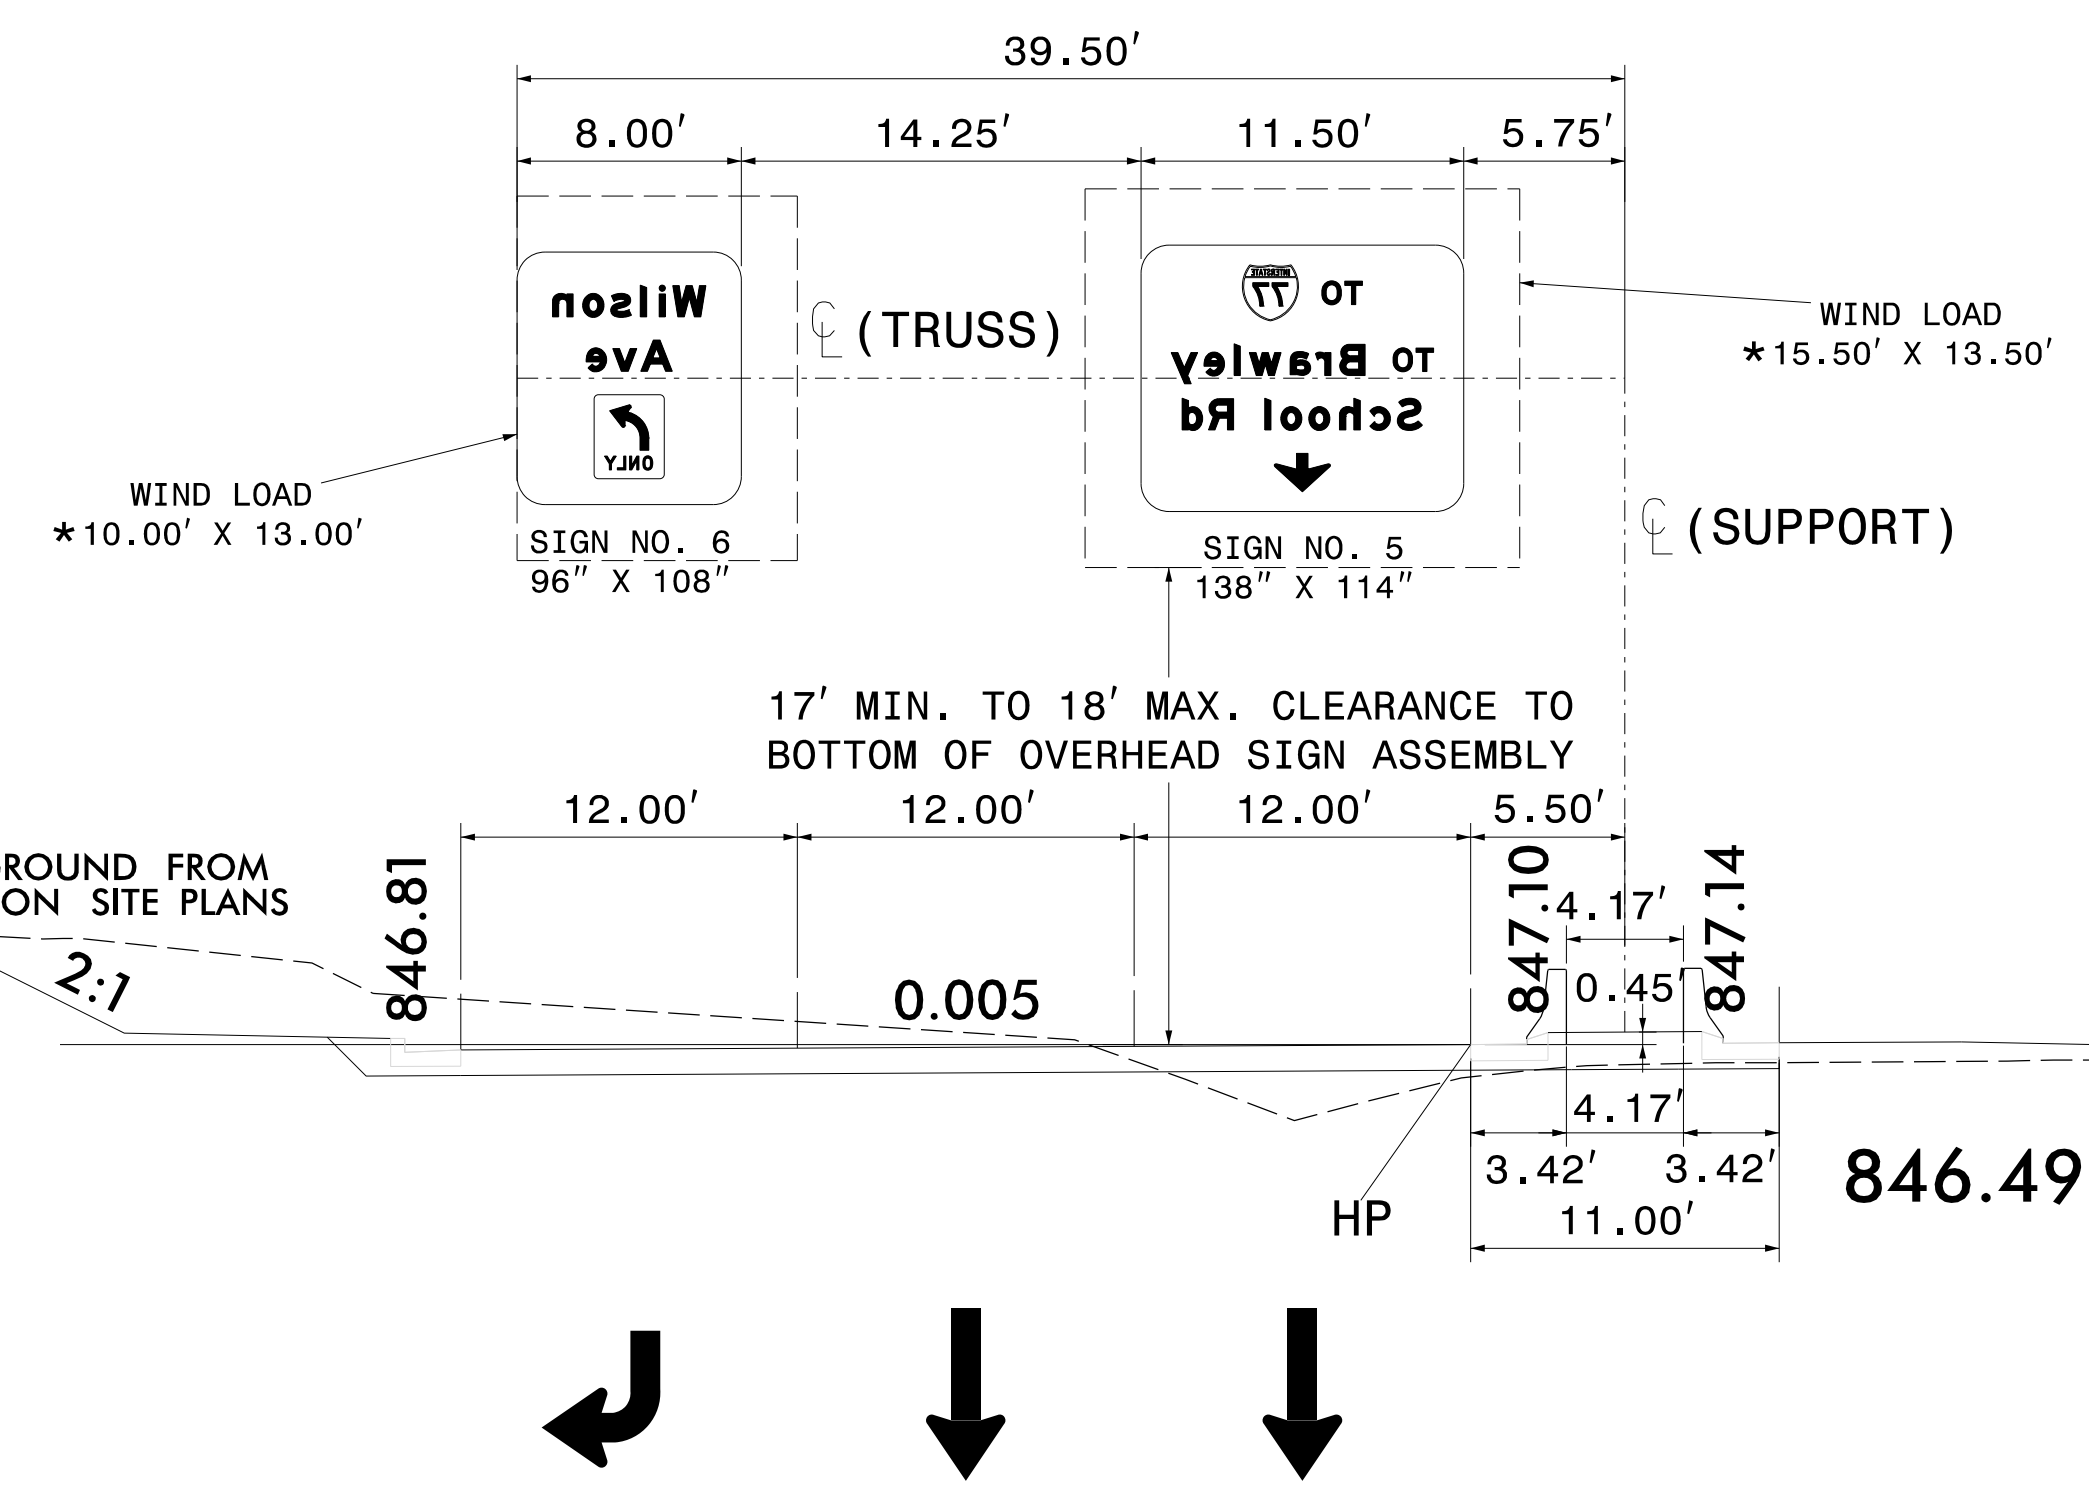 39.50'
8.00' 14.25' 11.50' 5.75'
Wilson
Ave
ONLY
℄ (TRUSS)
INTERSTATE
77 TO
TO Brawley
School Rd
WIND LOAD
*15.50' X 13.50'
WIND LOAD
*10.00' X 13.00'
℄ (SUPPORT)
SIGN NO. 6
96" X 108"
SIGN NO. 5
138" X 114"
17' MIN. TO 18' MAX. CLEARANCE TO
BOTTOM OF OVERHEAD SIGN ASSEMBLY
12.00' 12.00' 12.00' 5.50'
ROUND FROM
ON SITE PLANS
2:1
846.81
0.005
847.10
4.17'
0.45'
847.14
4.17'
3.42' 3.42'
HP
11.00'
846.49